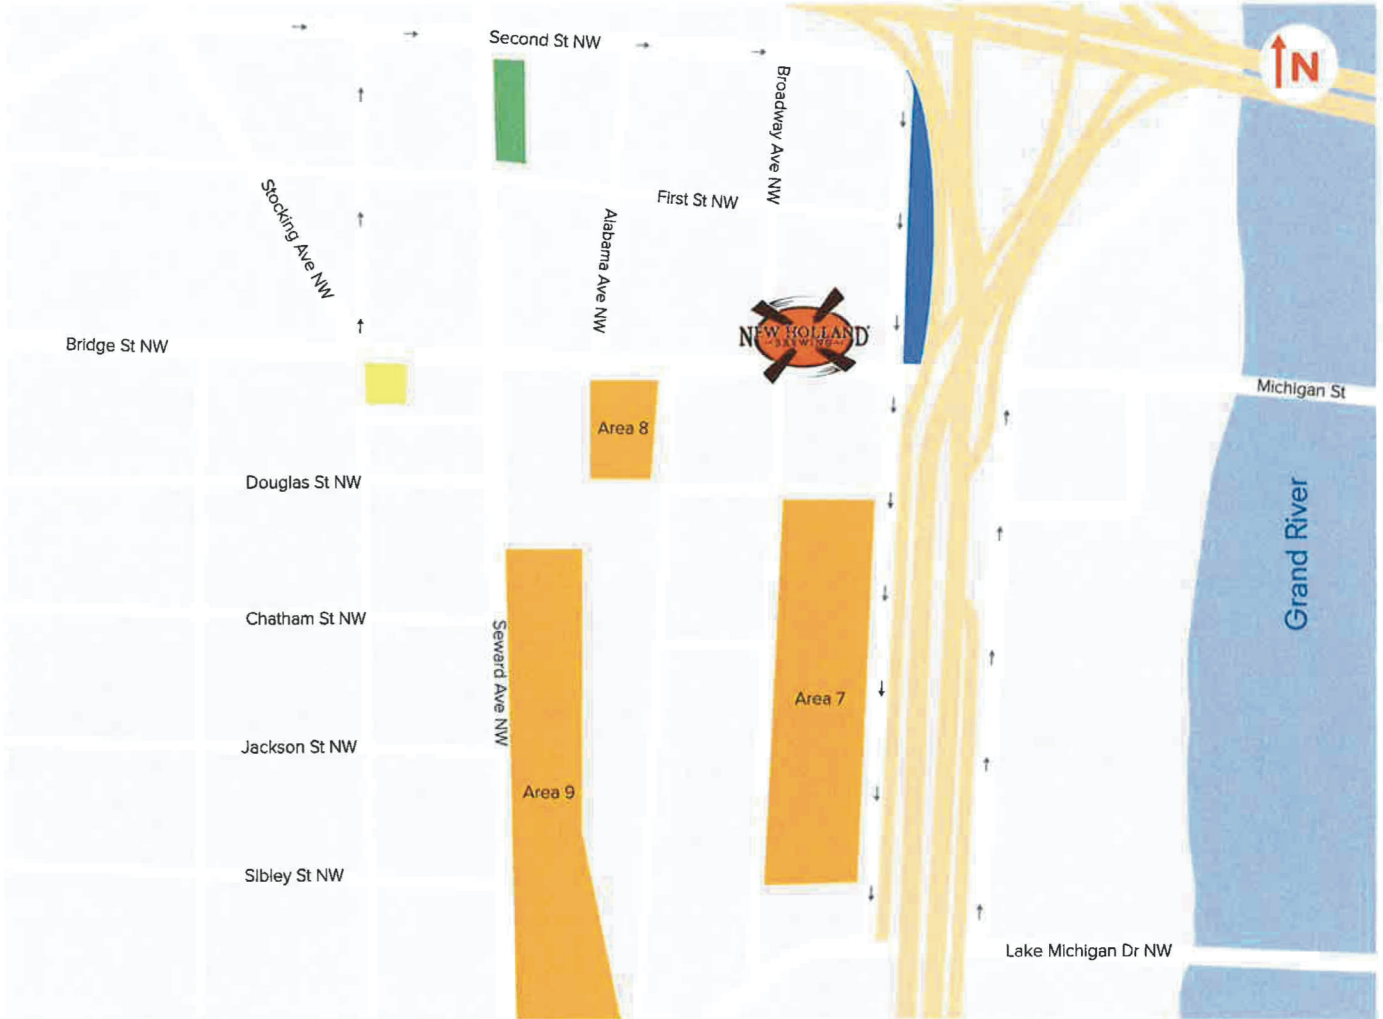 Second St NW
N
Broadway Ave NW
Stocking Ave NW
First St NW
Alabama Ave NW
NEW HOLLAND
BREWING
Bridge St NW
Michigan St
Area 8
Douglas St NW
Grand River
Chatham St NW
Seward Ave NW
Area 7
Jackson St NW
Area 9
Sibley St NW
Lake Michigan Dr NW